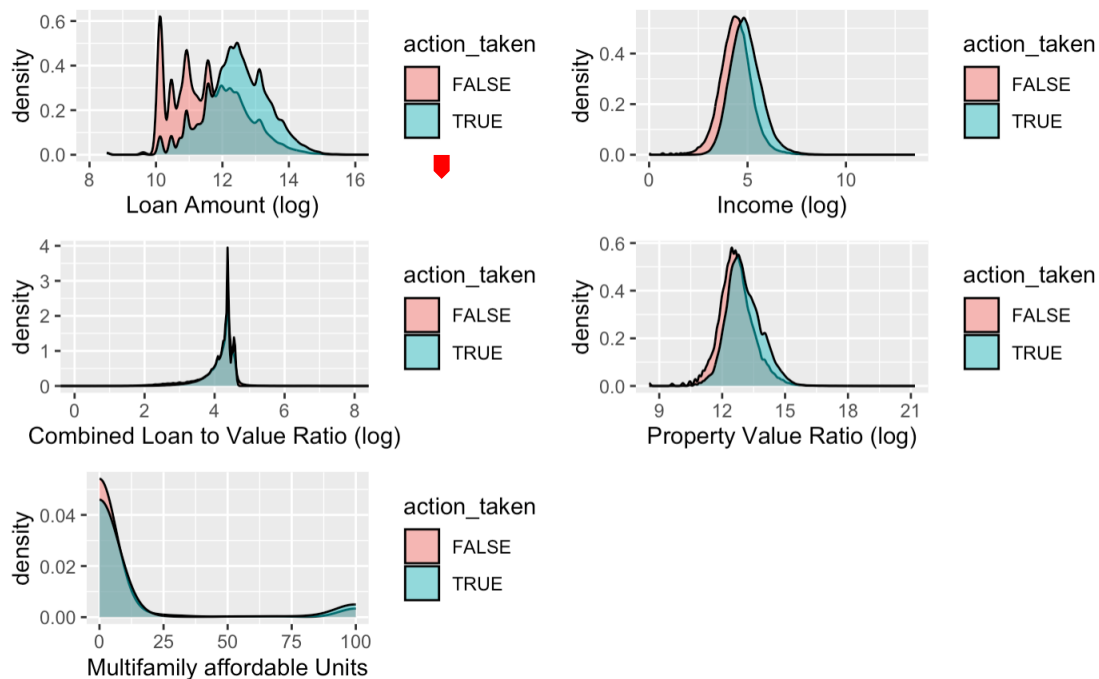 density
0.6
0.4
0.2
0.0
8
10
12
14
16
Loan Amount (log)
action_taken
FALSE
TRUE
density
0.4
0.2
0.0
0
5
10
Income (log)
action_taken
FALSE
TRUE
density
4
3
2
1
0
0
2
4
6
8
Combined Loan to Value Ratio (log)
action_taken
FALSE
TRUE
density
0.6
0.4
0.2
0.0
9
12
15
18
21
Property Value Ratio (log)
action_taken
FALSE
TRUE
density
0.04
0.02
0.00
0
25
50
75
100
Multifamily affordable Units
action_taken
FALSE
TRUE